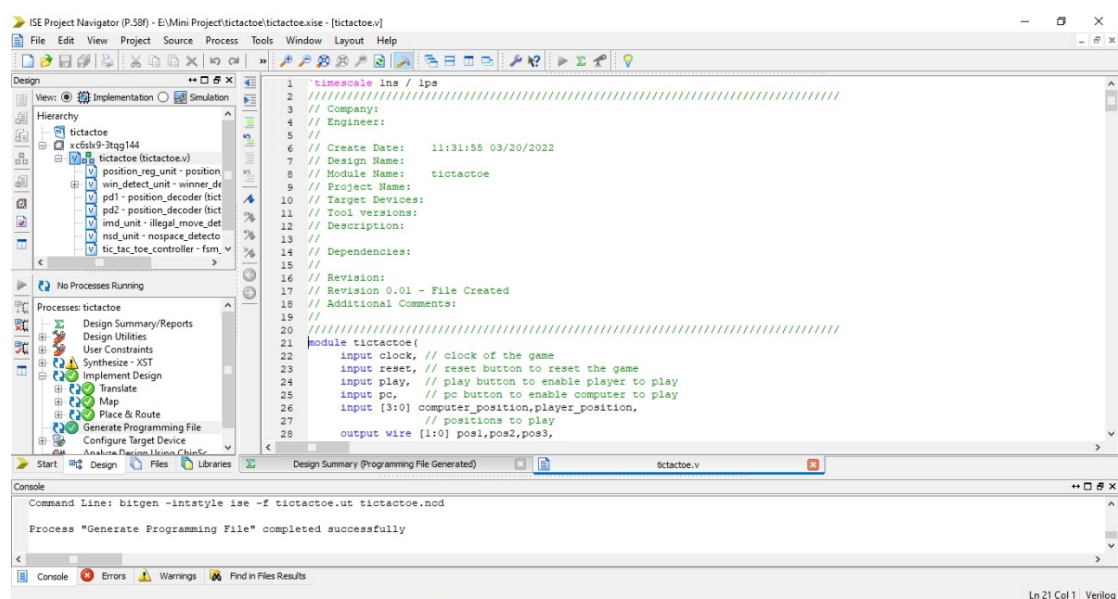 ISE Project Navigator (P.58f) - E:\Mini Project\tictactoe\tictactoe.xise - [tictactoe.v]
File Edit View Project Source Process Tools Window Layout Help
Design
View: Implementation Simulation
Hierarchy
tictactoe
xc6slx9-3tqg144
tictactoe (tictactoe.v)
position_reg_unit - position_
win_detect_unit - winner_de
pd1 - position_decoder (tict
pd2 - position_decoder (tict
imd_unit - illegal_move_det
nsd_unit - nospace_detecto
tic_tac_toe_controller - fsm_
No Processes Running
Processes: tictactoe
Design Summary/Reports
Design Utilities
User Constraints
Synthesize - XST
Implement Design
Translate
Map
Place & Route
Generate Programming File
Configure Target Device
Analyze Design Using ChipSc
Start Design Files Libraries
1 `timescale 1ns / 1ps
2 //////////////////////////////////////////////////////////////////////////////////
3 // Company:
4 // Engineer:
5 //
6 // Create Date: 11:31:55 03/20/2022
7 // Design Name:
8 // Module Name: tictactoe
9 // Project Name:
10 // Target Devices:
11 // Tool versions:
12 // Description:
13 //
14 // Dependencies:
15 //
16 // Revision:
17 // Revision 0.01 - File Created
18 // Additional Comments:
19 //
20 //////////////////////////////////////////////////////////////////////////////////
21 module tictactoe(
22 input clock, // clock of the game
23 input reset, // reset button to reset the game
24 input play, // play button to enable player to play
25 input pc, // pc button to enable computer to play
26 input [3:0] computer_position,player_position,
27 // positions to play
28 output wire [1:0] pos1,pos2,pos3,
Design Summary (Programming File Generated) tictactoe.v
Console
Command Line: bitgen -intstyle ise -f tictactoe.ut tictactoe.ncd
Process "Generate Programming File" completed successfully
Console Errors Warnings Find in Files Results
Ln 21 Col 1 Verilog